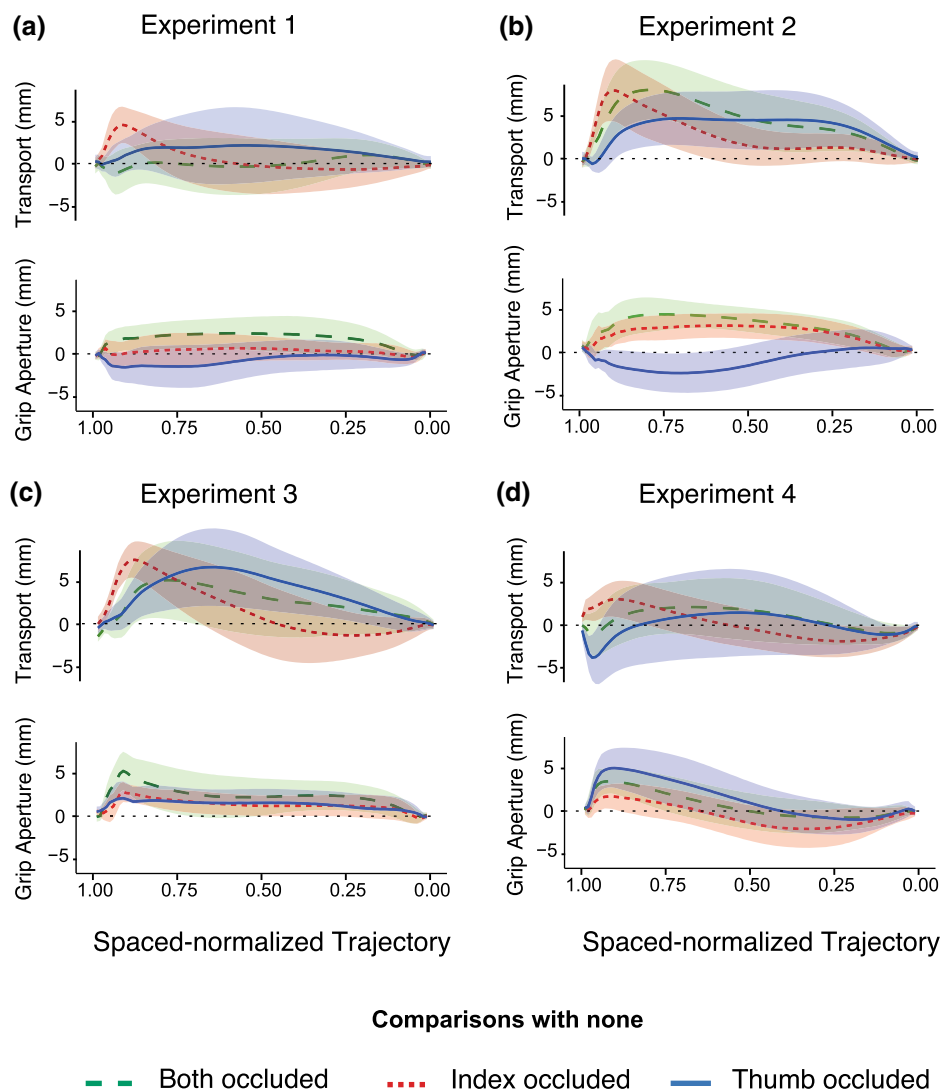 (a) Experiment 1
Transport (mm)
5
0
−5
Grip Aperture (mm)
5
0
−5
1.00 0.75 0.50 0.25 0.00
(b) Experiment 2
Transport (mm)
5
0
−5
Grip Aperture (mm)
5
0
−5
1.00 0.75 0.50 0.25 0.00
(c) Experiment 3
Transport (mm)
5
0
−5
Grip Aperture (mm)
5
0
−5
1.00 0.75 0.50 0.25 0.00
Spaced-normalized Trajectory
(d) Experiment 4
Transport (mm)
5
0
−5
Grip Aperture (mm)
5
0
−5
1.00 0.75 0.50 0.25 0.00
Spaced-normalized Trajectory
Comparisons with none
Both occluded Index occluded Thumb occluded